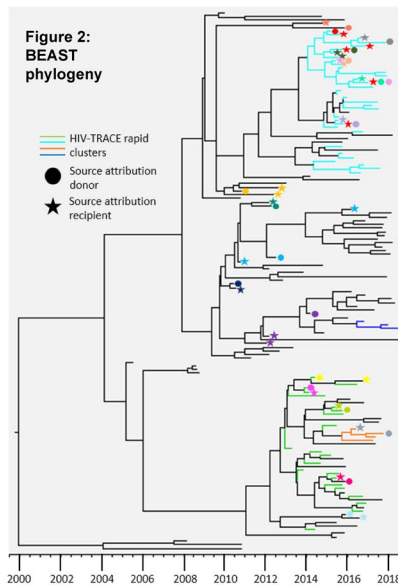 Figure 2:
BEAST
phylogeny
HIV-TRACE rapid
clusters
Source attribution
donor
Source attribution
recipient
2000 2002 2004 2006 2008 2010 2012 2014 2016 2018